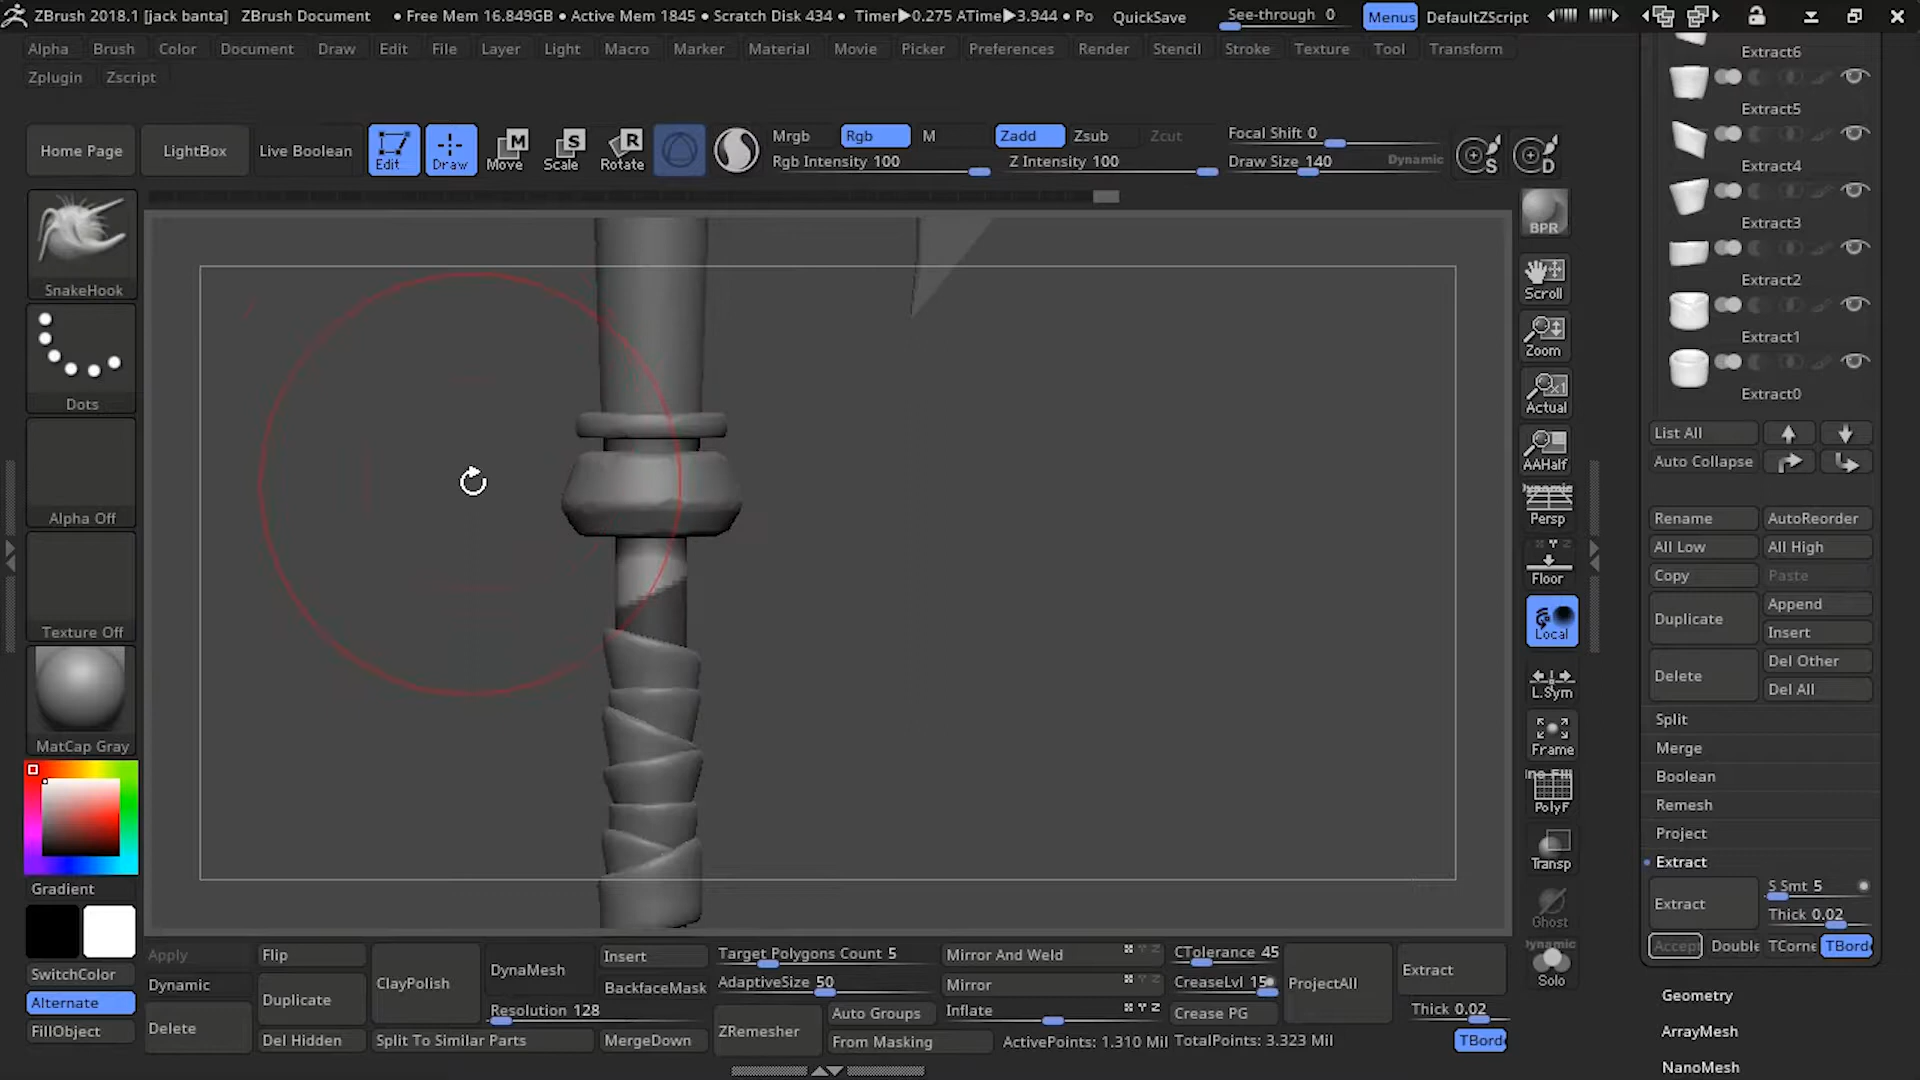 ZBrush 2018.1 [jack banta] ZBrush Document • Free Mem 16.849GB • Active Mem 1845 • Scratch Disk 434 • Timer▶0.275 ATime▶3.944 • Po QuickSave See-through 0 Menus DefaultZScript
Alpha Brush Color Document Draw Edit File Layer Light Macro Marker Material Movie Picker Preferences Render Stencil Stroke Texture Tool Transform
Zplugin Zscript
Home Page LightBox Live Boolean Edit Draw Move Scale Rotate
M S R
Mrgb Rgb M Zadd Zsub Zcut Focal Shift 0
Rgb Intensity 100 Z Intensity 100 Draw Size 140 Dynamic
S D
SnakeHook
Dots
Alpha Off
Texture Off
MatCap Gray
Gradient
SwitchColor
Alternate
FillObject
BPR
Scroll
Zoom
Actual
AAHalf
Dynamic
Persp
Floor
Local
L.Sym
Frame
PolyF
Transp
Ghost
Dynamic
Solo
Extract6
Extract5
Extract4
Extract3
Extract2
Extract1
Extract0
List All
Auto Collapse
Rename AutoReorder
All Low All High
Copy Paste
Duplicate Append
Insert
Delete Del Other
Del All
Split
Merge
Boolean
Remesh
Project
Extract
Extract S Smt 5
Thick 0.02
Accept Double TCorne TBord
Geometry
ArrayMesh
NanoMesh
Apply Flip ClayPolish DynaMesh Insert Target Polygons Count 5 Mirror And Weld CTolerance 45 ProjectAll Extract
Dynamic Duplicate BackfaceMask AdaptiveSize 50 Mirror CreaseLvl 15
Resolution 128 ZRemesher Auto Groups Inflate Crease PG Thick 0.02
Delete Del Hidden Split To Similar Parts MergeDown From Masking ActivePoints: 1.310 Mil TotalPoints: 3.323 Mil TBord